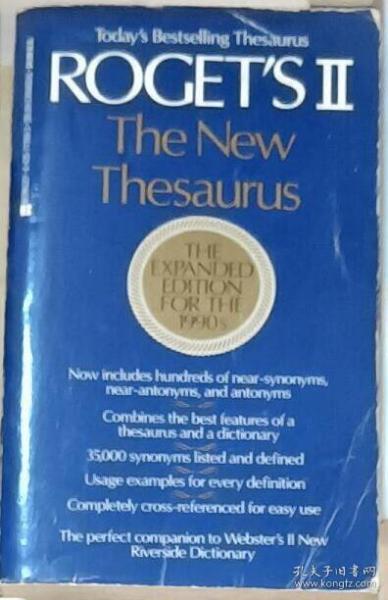 Today's Bestselling Thesaurus
ROGET'S II
The New
Thesaurus
THE
EXPANDED
EDITION
FOR THE
1990s
Now includes hundreds of near-synonyms,
near-antonyms, and antonyms
Combines the best features of a
thesaurus and a dictionary
35,000 synonyms listed and defined
Usage examples for every definition
Completely cross-referenced for easy use
The perfect companion to Webster's II New
Riverside Dictionary
孔夫子旧书网
www.kongfz.com